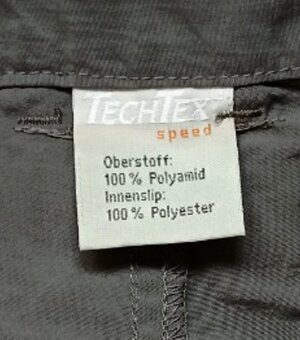 TECHTEX
speed
Oberstoff:
100 % Polyamid
Innenslip:
100 % Polyester